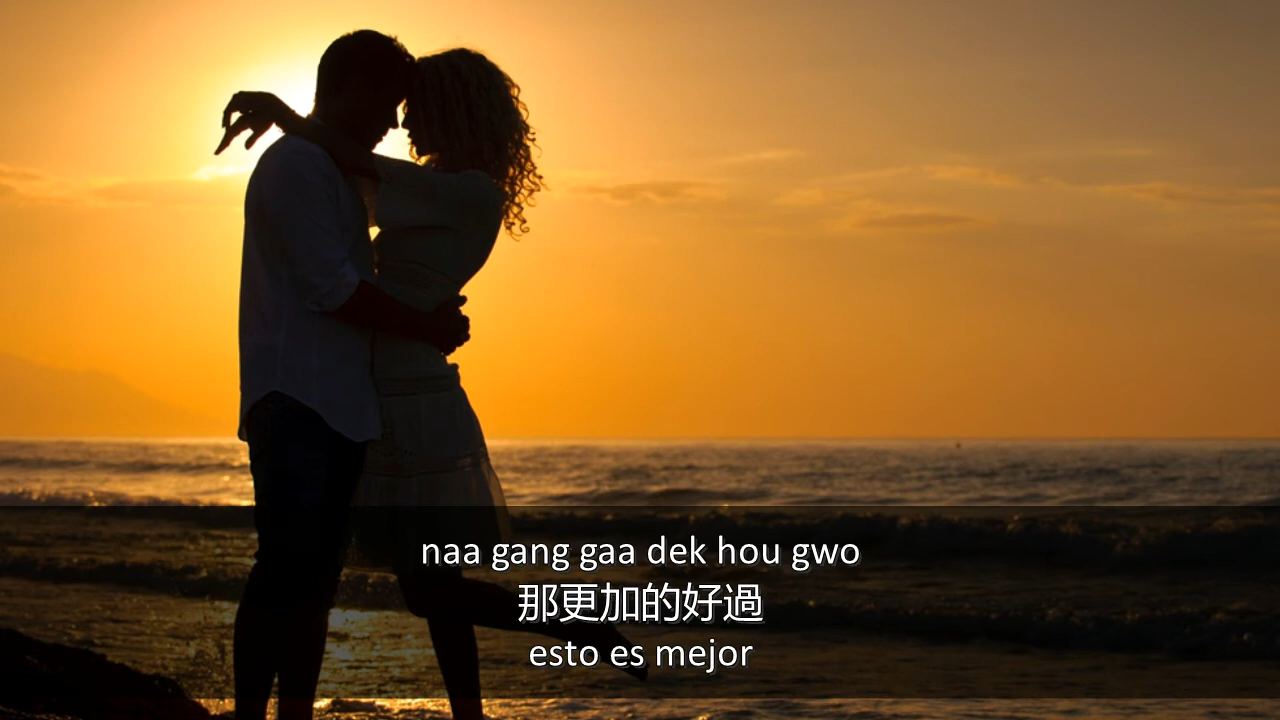 naa gang gaa dek hou gwo
那更加的好過
esto es mejor